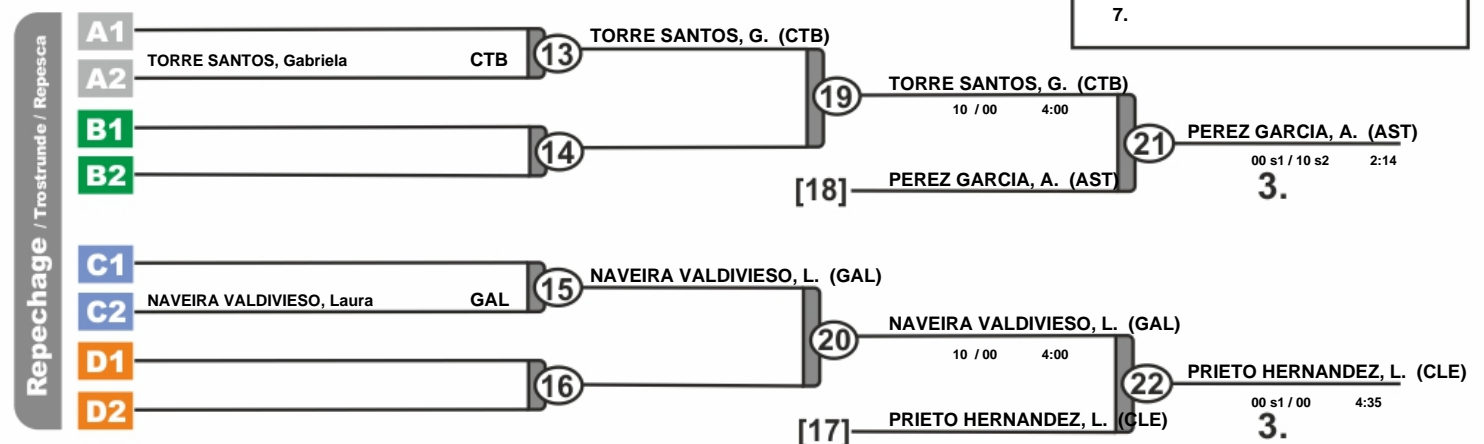 7.
Repechage / Trostrunde / Repesca
A1
TORRE SANTOS, Gabriela CTB
A2
13
TORRE SANTOS, G. (CTB)
B1
14
B2
19
TORRE SANTOS, G. (CTB)
10 / 00 4:00
[18] PEREZ GARCIA, A. (AST)
21
PEREZ GARCIA, A. (AST)
00 s1 / 10 s2 2:14
3.
C1
15
NAVEIRA VALDIVIESO, L. (GAL)
C2
NAVEIRA VALDIVIESO, Laura GAL
D1
16
D2
20
NAVEIRA VALDIVIESO, L. (GAL)
10 / 00 4:00
[17] PRIETO HERNANDEZ, L. (CLE)
22
PRIETO HERNANDEZ, L. (CLE)
00 s1 / 00 4:35
3.